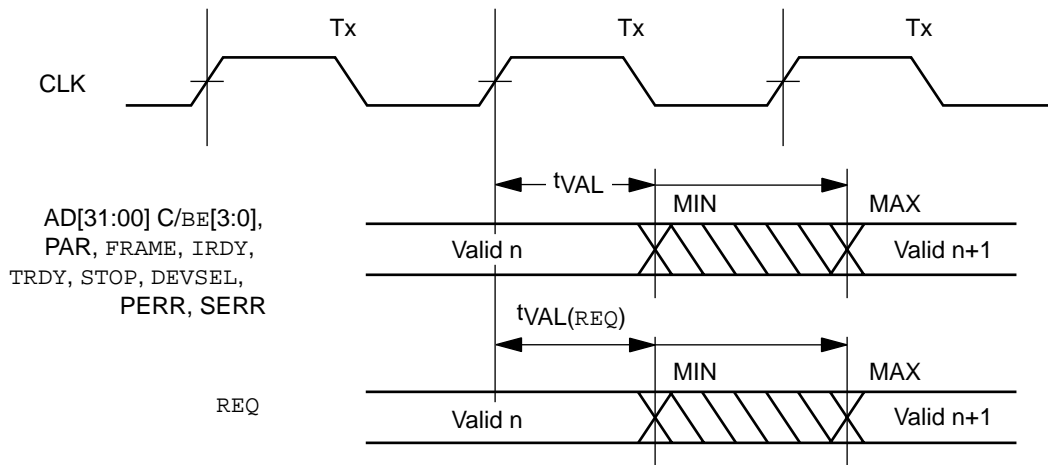 Tx Tx Tx
CLK
tVAL
MIN MAX
AD[31:00] C/BE[3:0],
PAR, FRAME, IRDY,
TRDY, STOP, DEVSEL,
PERR, SERR
Valid n Valid n+1
tVAL(REQ)
MIN MAX
REQ
Valid n Valid n+1